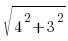 √(4² + 3²)